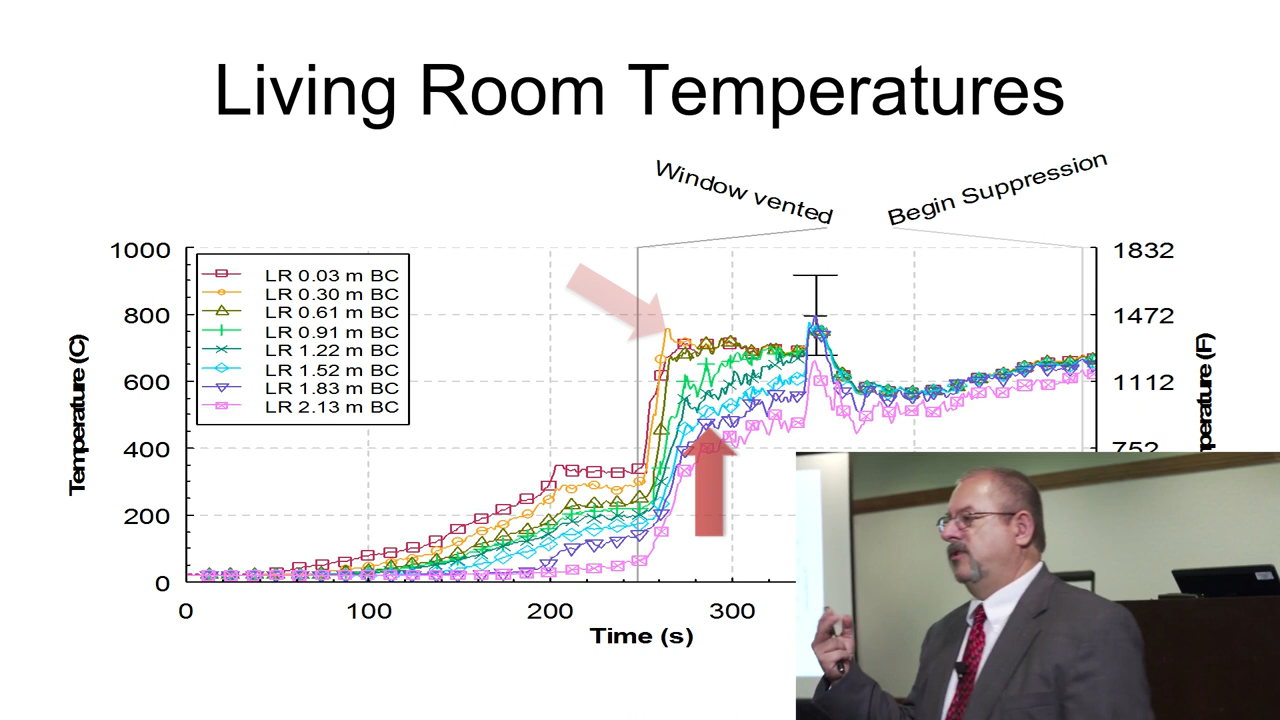 Living Room Temperatures
Window vented
Begin Suppression
1000
800
600
400
200
0
LR 0.03 m BC
LR 0.30 m BC
LR 0.61 m BC
LR 0.91 m BC
LR 1.22 m BC
LR 1.52 m BC
LR 1.83 m BC
LR 2.13 m BC
1832
1472
1112
752
Temperature (C)
perature (F)
0
100
200
300
Time (s)